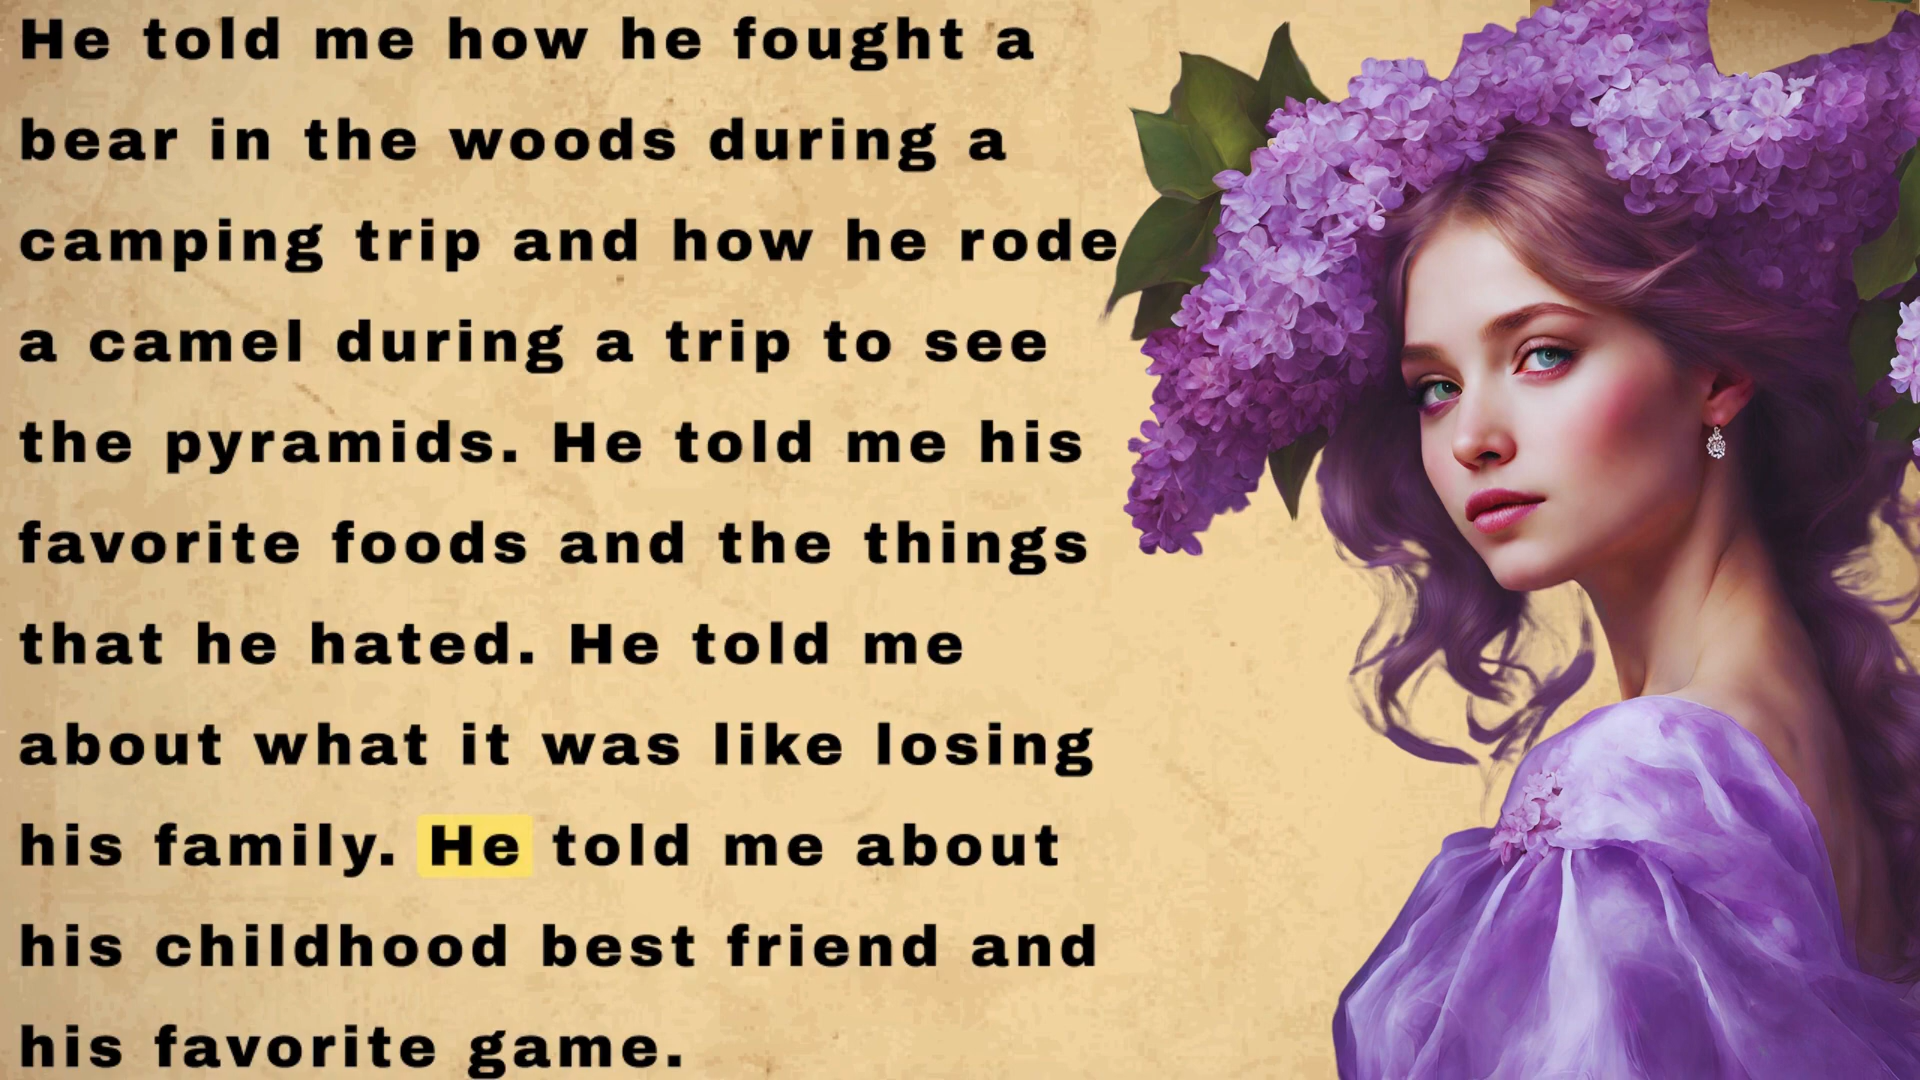 He told me how he fought a
bear in the woods during a
camping trip and how he rode
a camel during a trip to see
the pyramids. He told me his
favorite foods and the things
that he hated. He told me
about what it was like losing
his family. He told me about
his childhood best friend and
his favorite game.